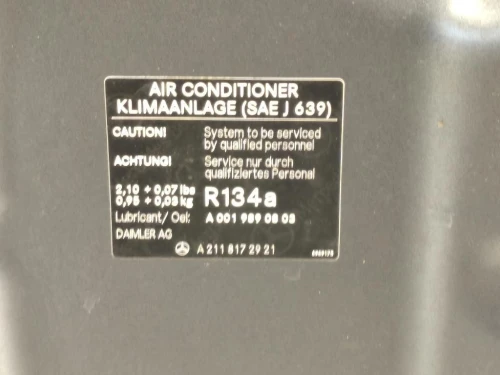 AIR CONDITIONER
KLIMAANLAGE (SAE J 639)
CAUTION! System to be serviced
by qualified personnel
ACHTUNG! Service nur durch
qualifiziertes Personal
2,10 + 0,07 lbs
0,95 + 0,03 kg R134a
Lubricant/Oel: A 001 989 08 03
DAIMLER AG
A 211 817 29 21